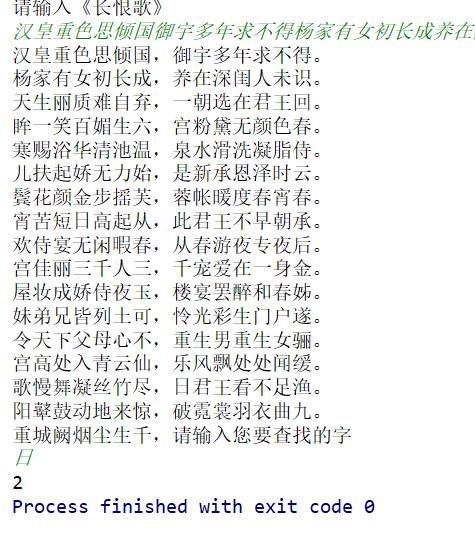 请输入《长恨歌》
汉皇重色思倾国御宇多年求不得杨家有女初长成养在
汉皇重色思倾国，御宇多年求不得。
杨家有女初长成，养在深闺人未识。
天生丽质难自弃，一朝选在君王回。
眸一笑百媚生六，宫粉黛无颜色春。
寒赐浴华清池温，泉水滑洗凝脂侍。
儿扶起娇无力始，是新承恩泽时云。
鬓花颜金步摇芙，蓉帐暖度春宵春。
宵苦短日高起从，此君王不早朝承。
欢侍宴无闲暇春，从春游夜专夜后。
宫佳丽三千人三，千宠爱在一身金。
屋妆成娇侍夜玉，楼宴罢醉和春姊。
妹弟兄皆列土可，怜光彩生门户遂。
令天下父母心不，重生男重生女骊。
宫高处入青云仙，乐风飘处处闻缓。
歌慢舞凝丝竹尽，日君王看不足渔。
阳鼙鼓动地来惊，破霓裳羽衣曲九。
重城阙烟尘生千，请输入您要查找的字
日
2
Process finished with exit code 0